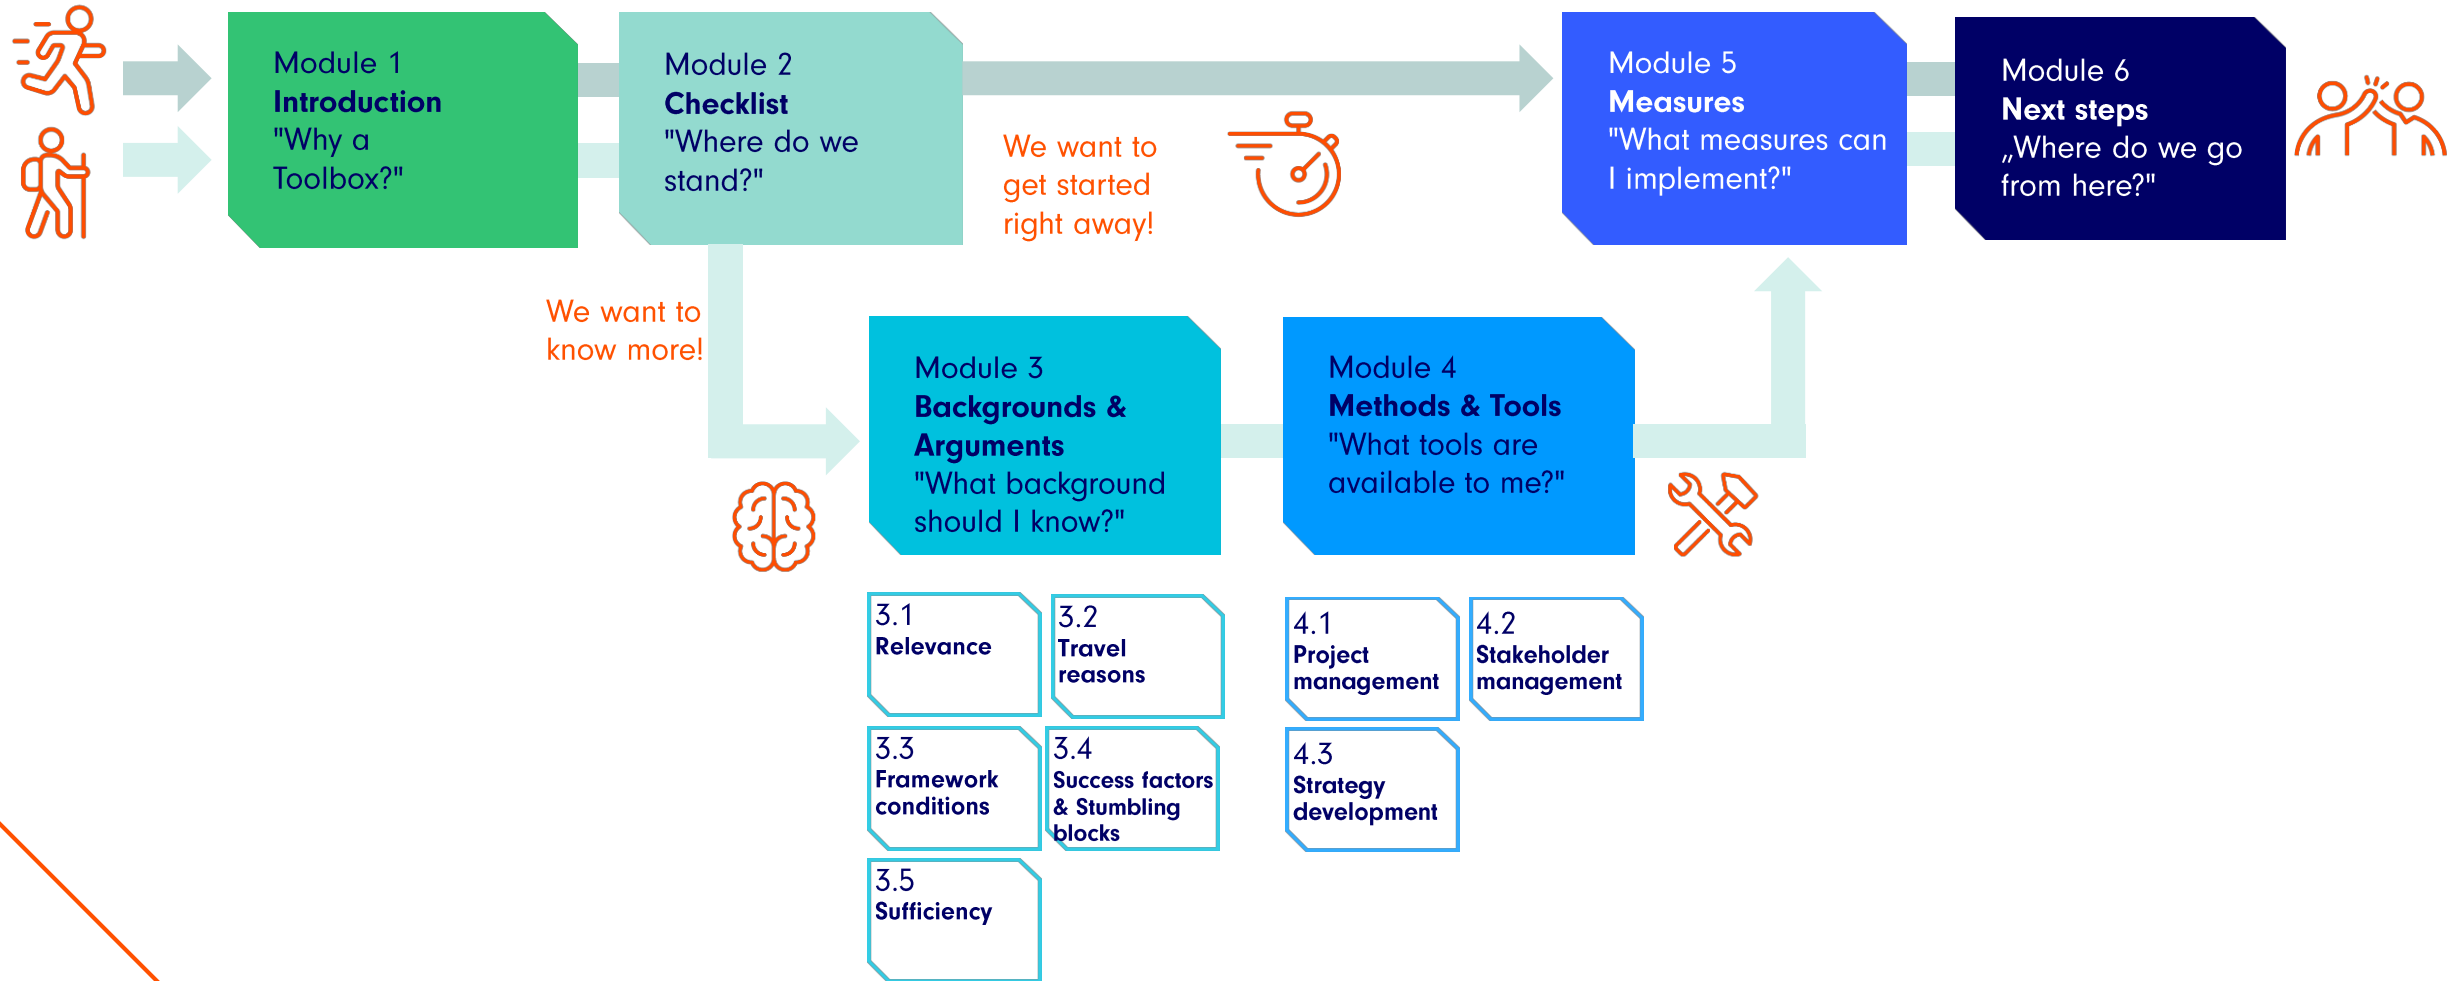 Module 1
Introduction
"Why a
Toolbox?"
Module 2
Checklist
"Where do we
stand?"
We want to
get started
right away!
Module 5
Measures
"What measures can
I implement?"
Module 6
Next steps
„Where do we go
from here?"
We want to
know more!
Module 3
Backgrounds &
Arguments
"What background
should I know?"
Module 4
Methods & Tools
"What tools are
available to me?"
3.1
Relevance
3.2
Travel
reasons
3.3
Framework
conditions
3.4
Success factors
& Stumbling
blocks
3.5
Sufficiency
4.1
Project
management
4.2
Stakeholder
management
4.3
Strategy
development